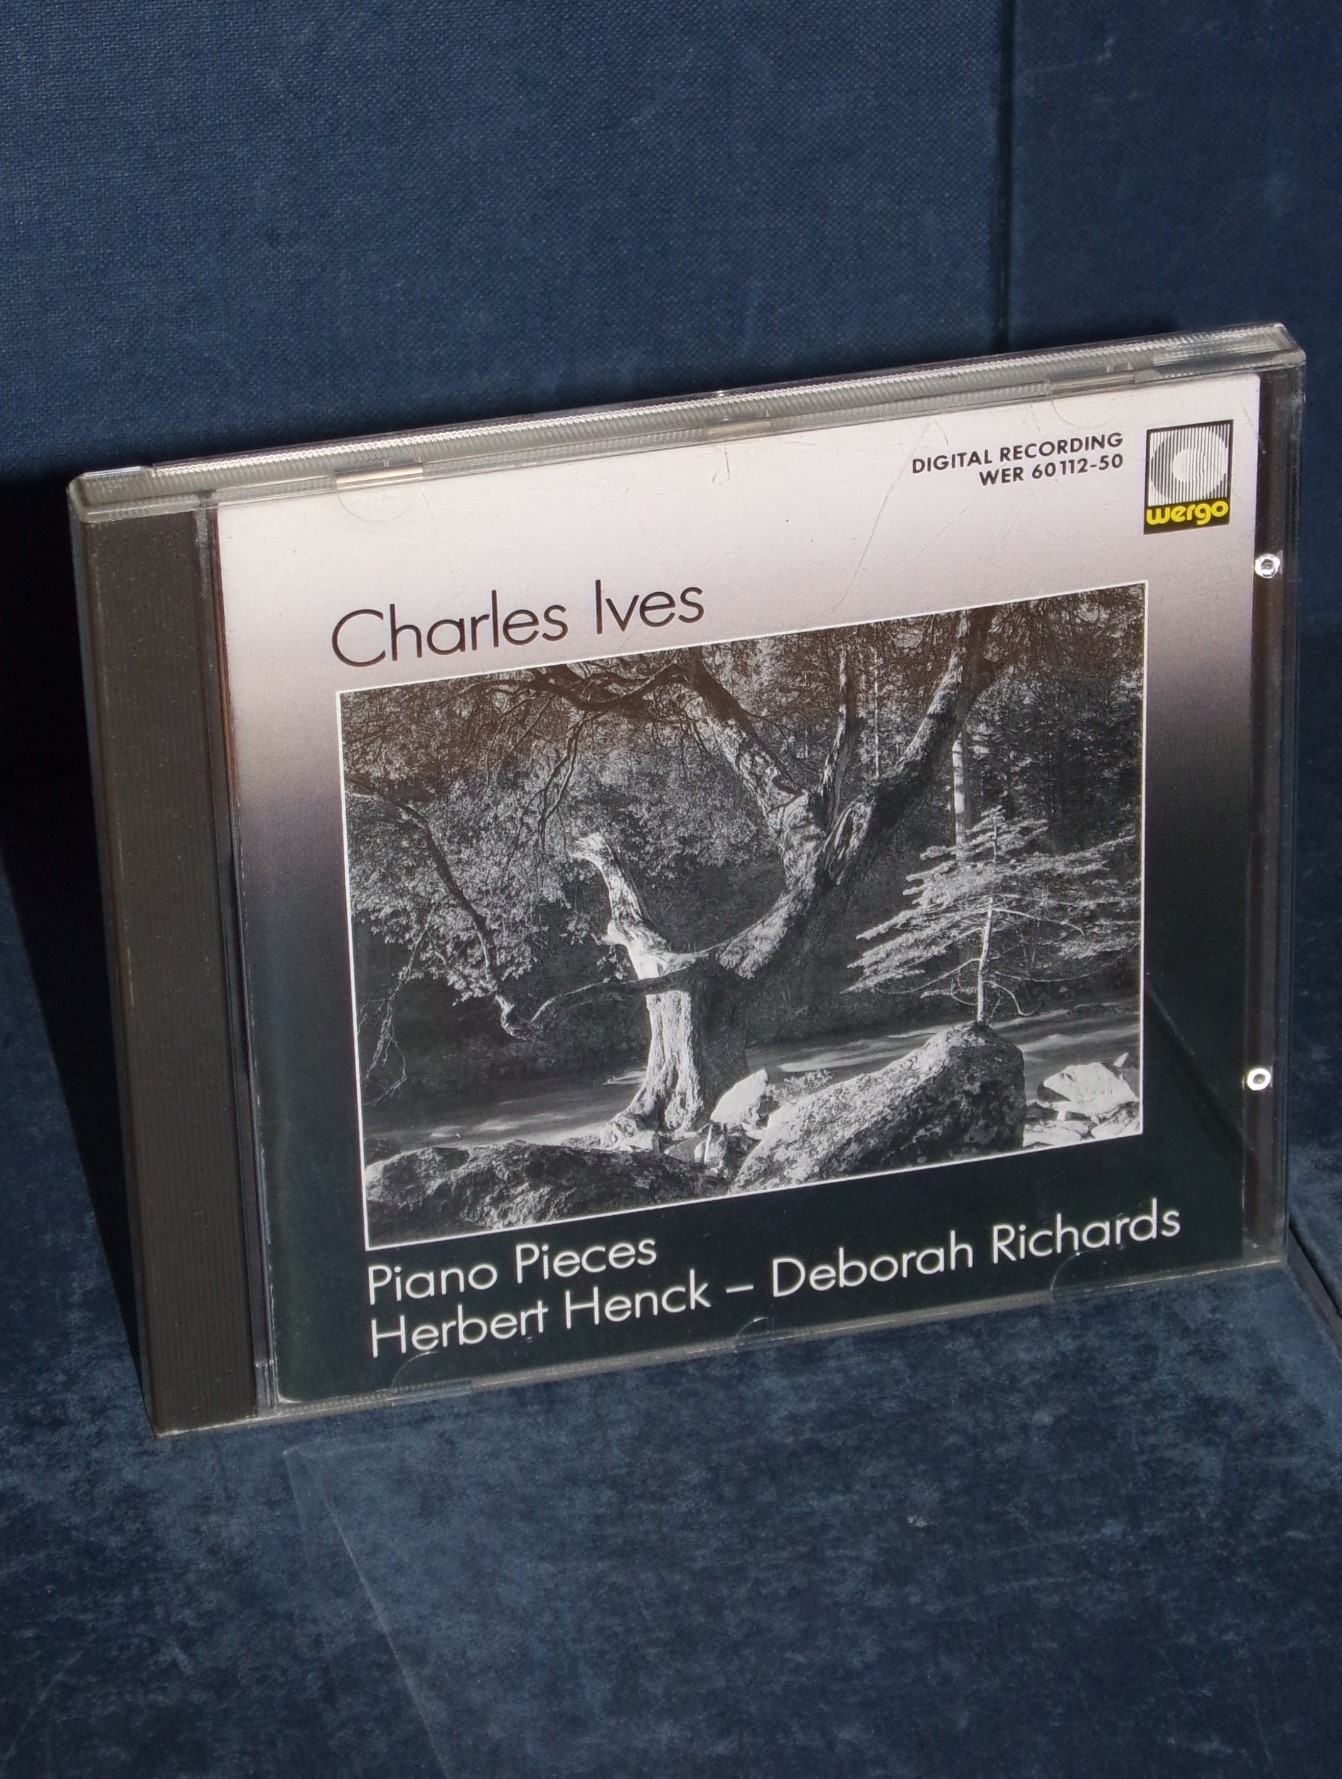 DIGITAL RECORDING
WER 60112-50
wergo
Charles Ives
Piano Pieces
Herbert Henck – Deborah Richards